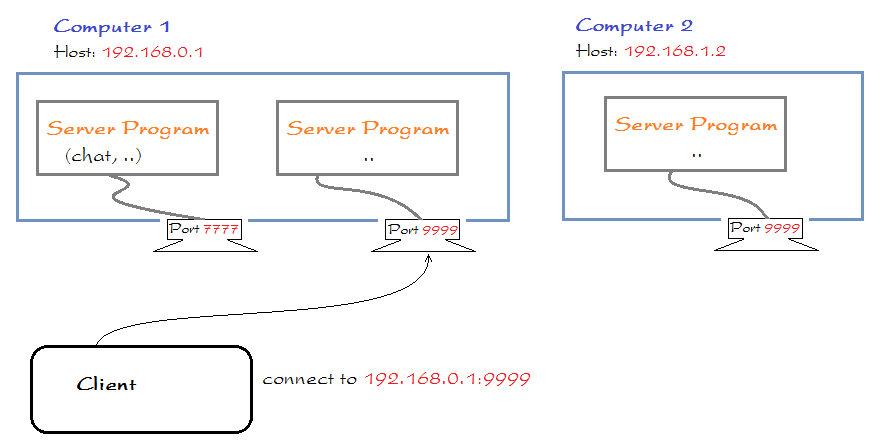 Computer 1
Host: 192.168.0.1
Server Program
(chat, ..)
Port 7777
Server Program
..
Port 9999
Computer 2
Host: 192.168.1.2
Server Program
..
Port 9999
Client
connect to 192.168.0.1:9999